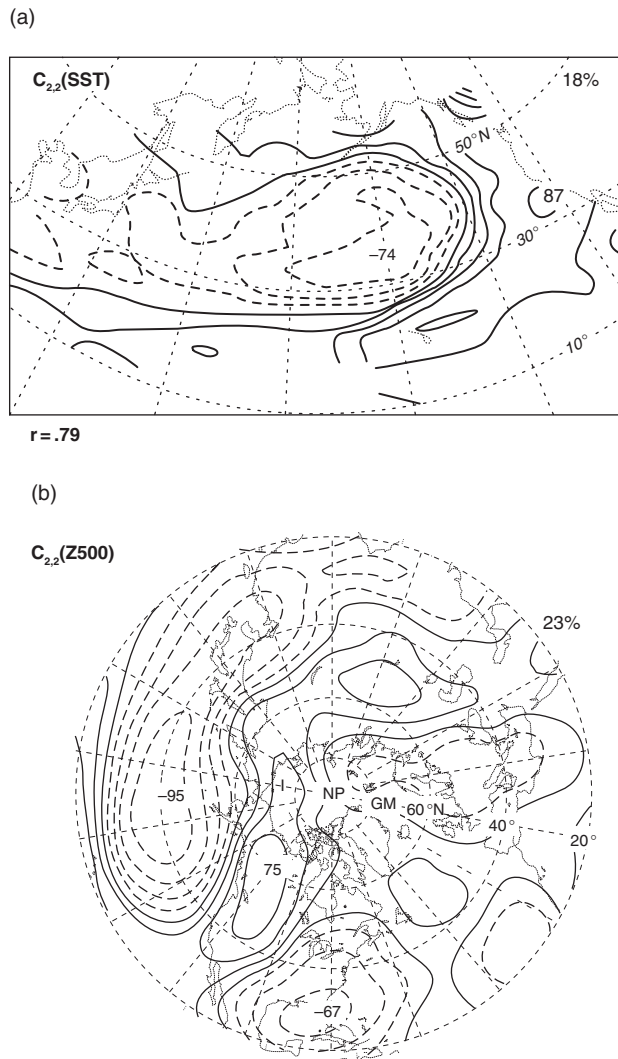 (a)
C2,2(SST)
18%
50°N
87
30°
–74
10°
r = .79
(b)
C2,2(Z500)
23%
–95
–I
NP
GM
60°N
40°
20°
75
–67